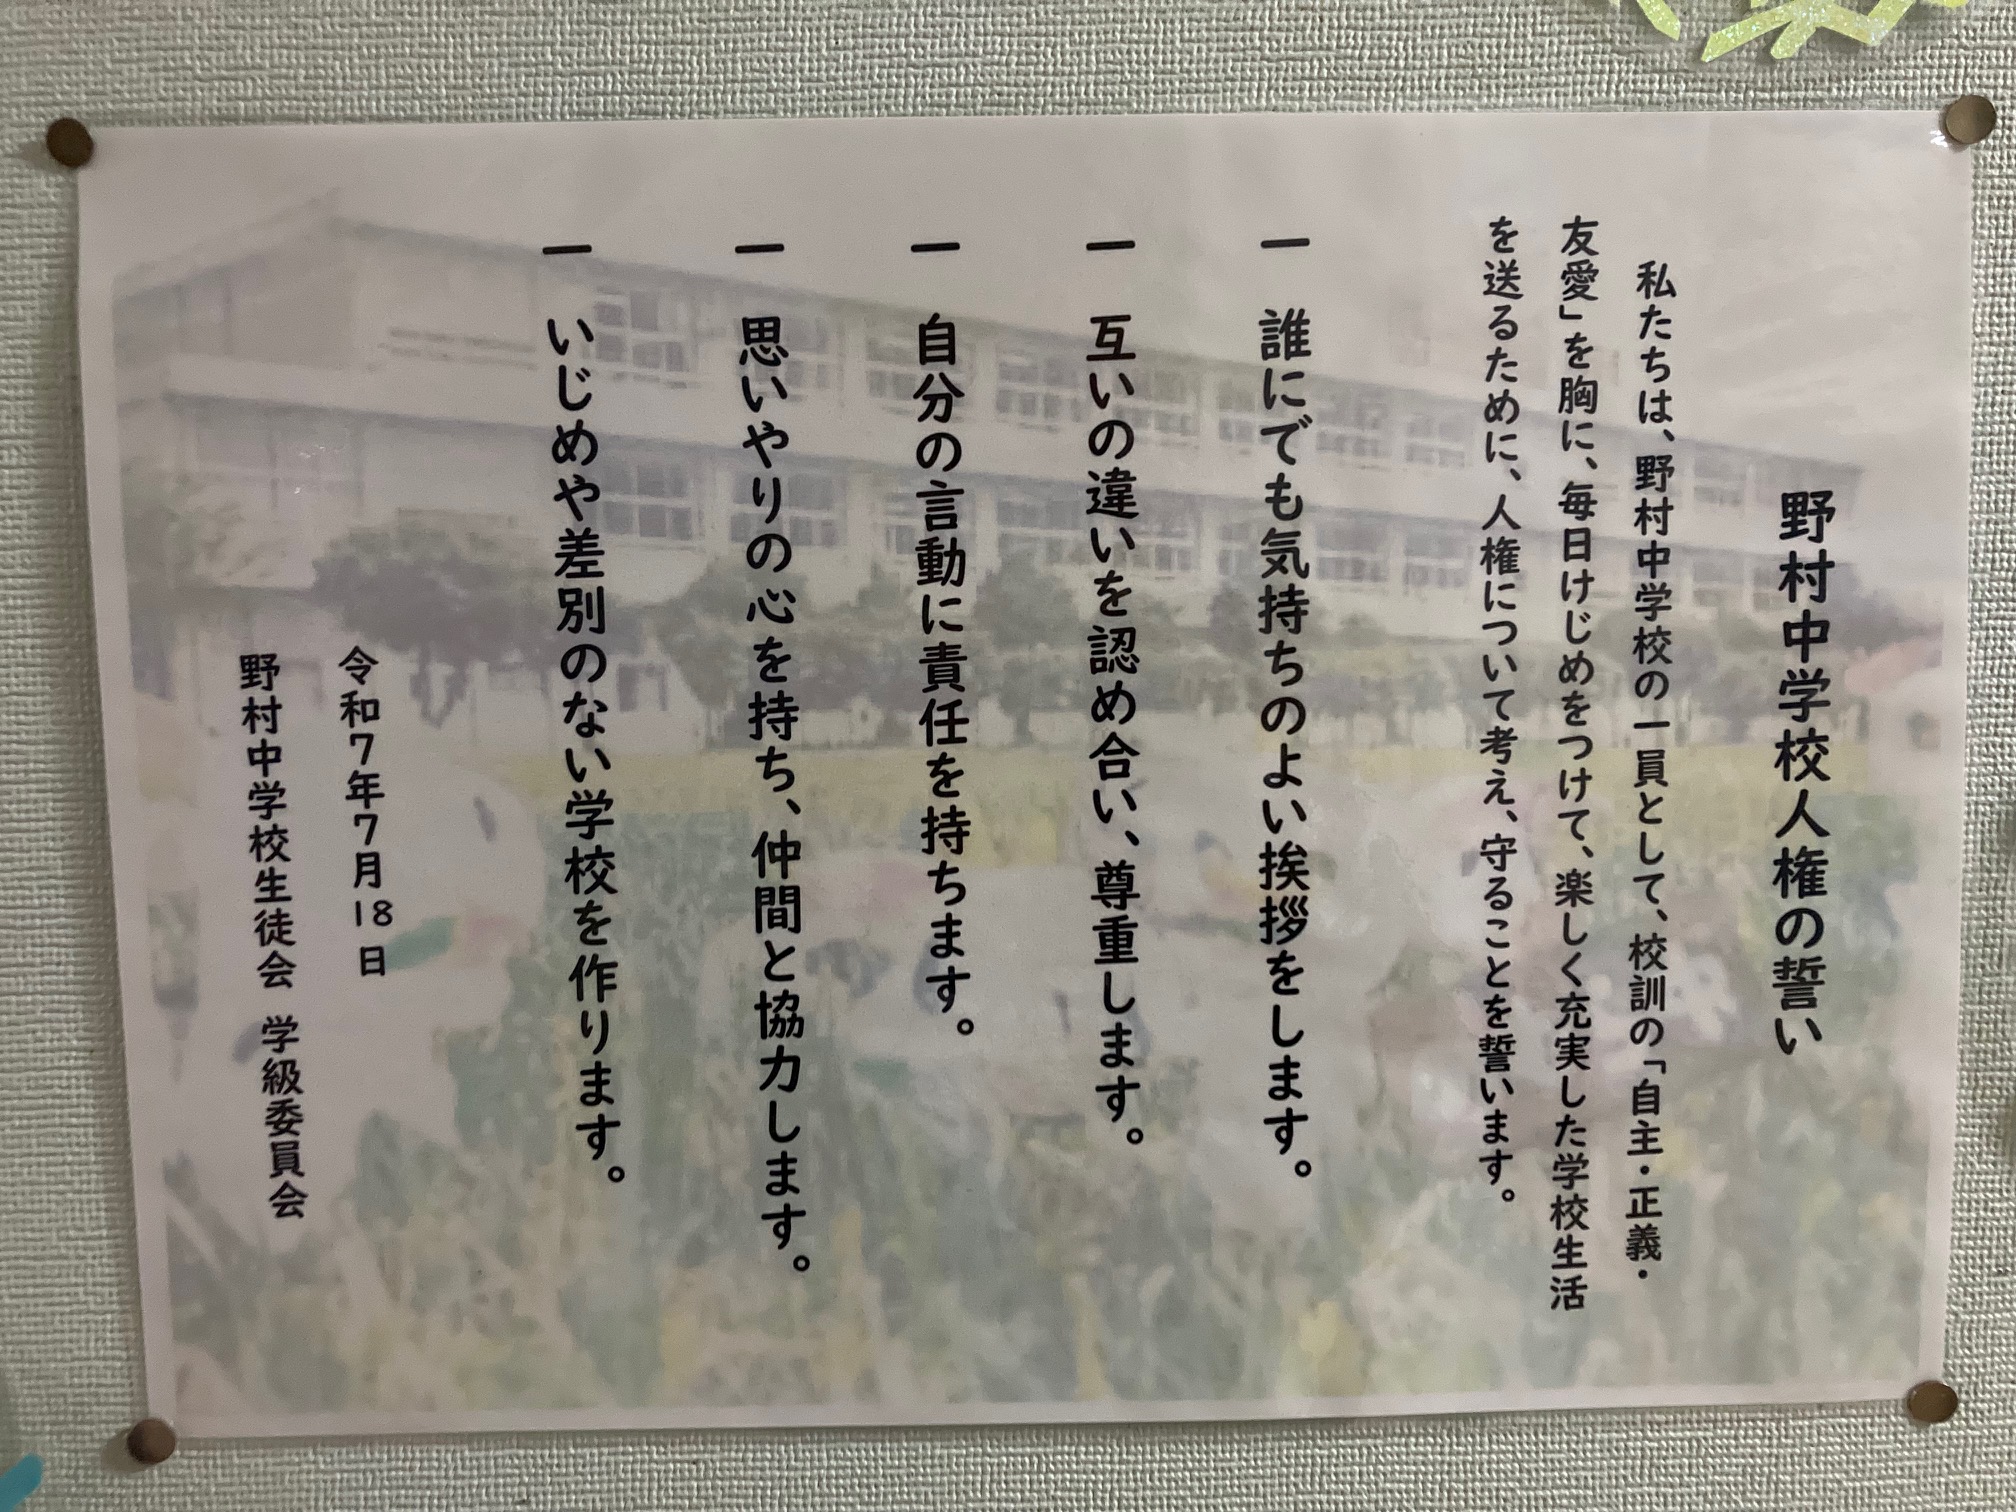 野村中学校人権の誓い
私たちは、野村中学校の一員として、校訓の「自主・正義・
友愛」を胸に、毎日けじめをつけて、楽しく充実した学校生活
を送るために、人権について考え、守ることを誓います。
一 誰にでも気持ちのよい挨拶をします。
一 互いの違いを認め合い、尊重します。
一 自分の言動に責任を持ちます。
一 思いやりの心を持ち、仲間と協力します。
一 いじめや差別のない学校を作ります。
令和7年7月18日
野村中学校生徒会 学級委員会